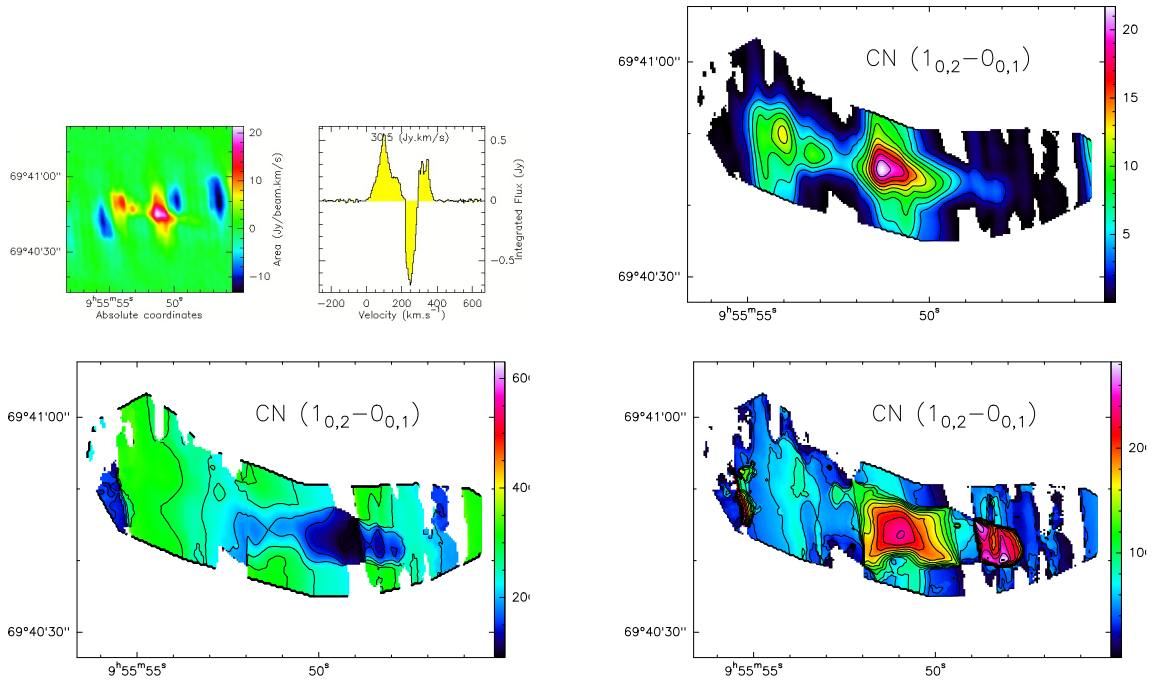 69°41'00"
69°40'30"
9ʰ55ᵐ55ˢ
50ˢ
Absolute coordinates
20
10
0
−10
Area (Jy/beam.km/s)
30.5 (Jy.km/s)
0.5
0
−0.5
Integrated Flux (Jy)
−200
0
200
400
600
Velocity (km.s⁻¹)
CN (1₀,₂−0₀,₁)
69°41'00"
69°40'30"
9ʰ55ᵐ55ˢ
50ˢ
20
15
10
5
CN (1₀,₂−0₀,₁)
69°41'00"
69°40'30"
9ʰ55ᵐ55ˢ
50ˢ
CN (1₀,₂−0₀,₁)
69°41'00"
69°40'30"
9ʰ55ᵐ55ˢ
50ˢ